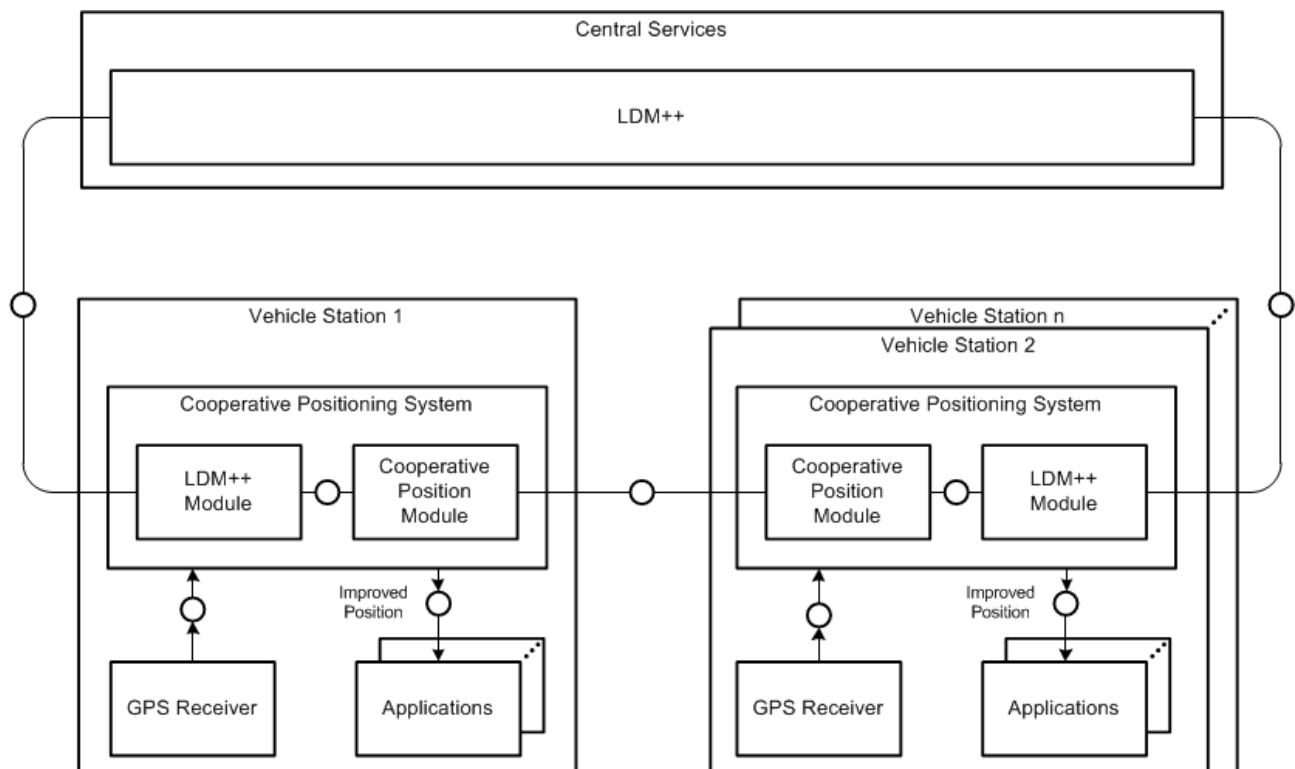 Central Services
LDM++
Vehicle Station 1
Cooperative Positioning System
LDM++
Module
Cooperative
Position
Module
Improved
Position
GPS Receiver
Applications
Vehicle Station n
Vehicle Station 2
Cooperative Positioning System
Cooperative
Position
Module
LDM++
Module
Improved
Position
GPS Receiver
Applications